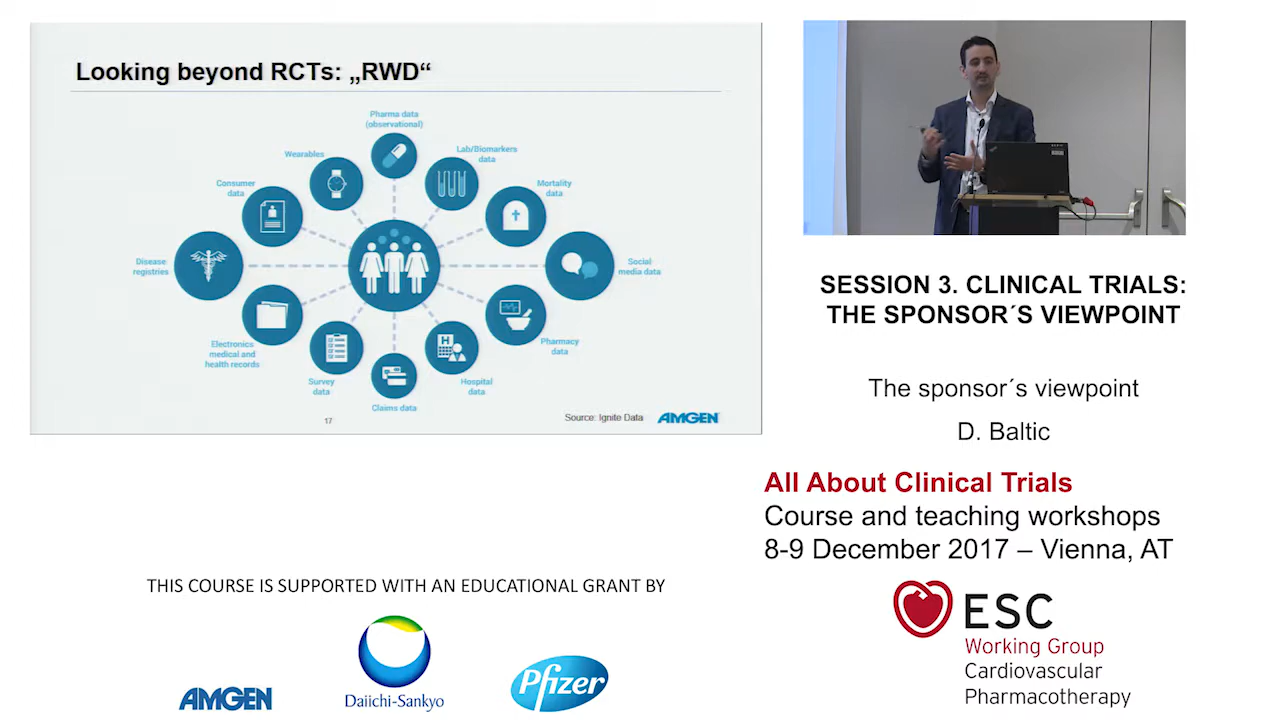 Looking beyond RCTs: „RWD“
Pharma data
(observational)
Wearables
Lab/Biomarkers
data
Consumer
data
Mortality
data
Disease
registries
Social
media data
Electronics
medical and
health records
Pharmacy
data
Survey
data
Hospital
data
Claims data
H
17
Source: Ignite Data
AMGEN
SESSION 3. CLINICAL TRIALS:
THE SPONSOR´S VIEWPOINT
The sponsor´s viewpoint
D. Baltic
All About Clinical Trials
Course and teaching workshops
8-9 December 2017 – Vienna, AT
THIS COURSE IS SUPPORTED WITH AN EDUCATIONAL GRANT BY
AMGEN
Daiichi-Sankyo
Pfizer
ESC
Working Group
Cardiovascular
Pharmacotherapy